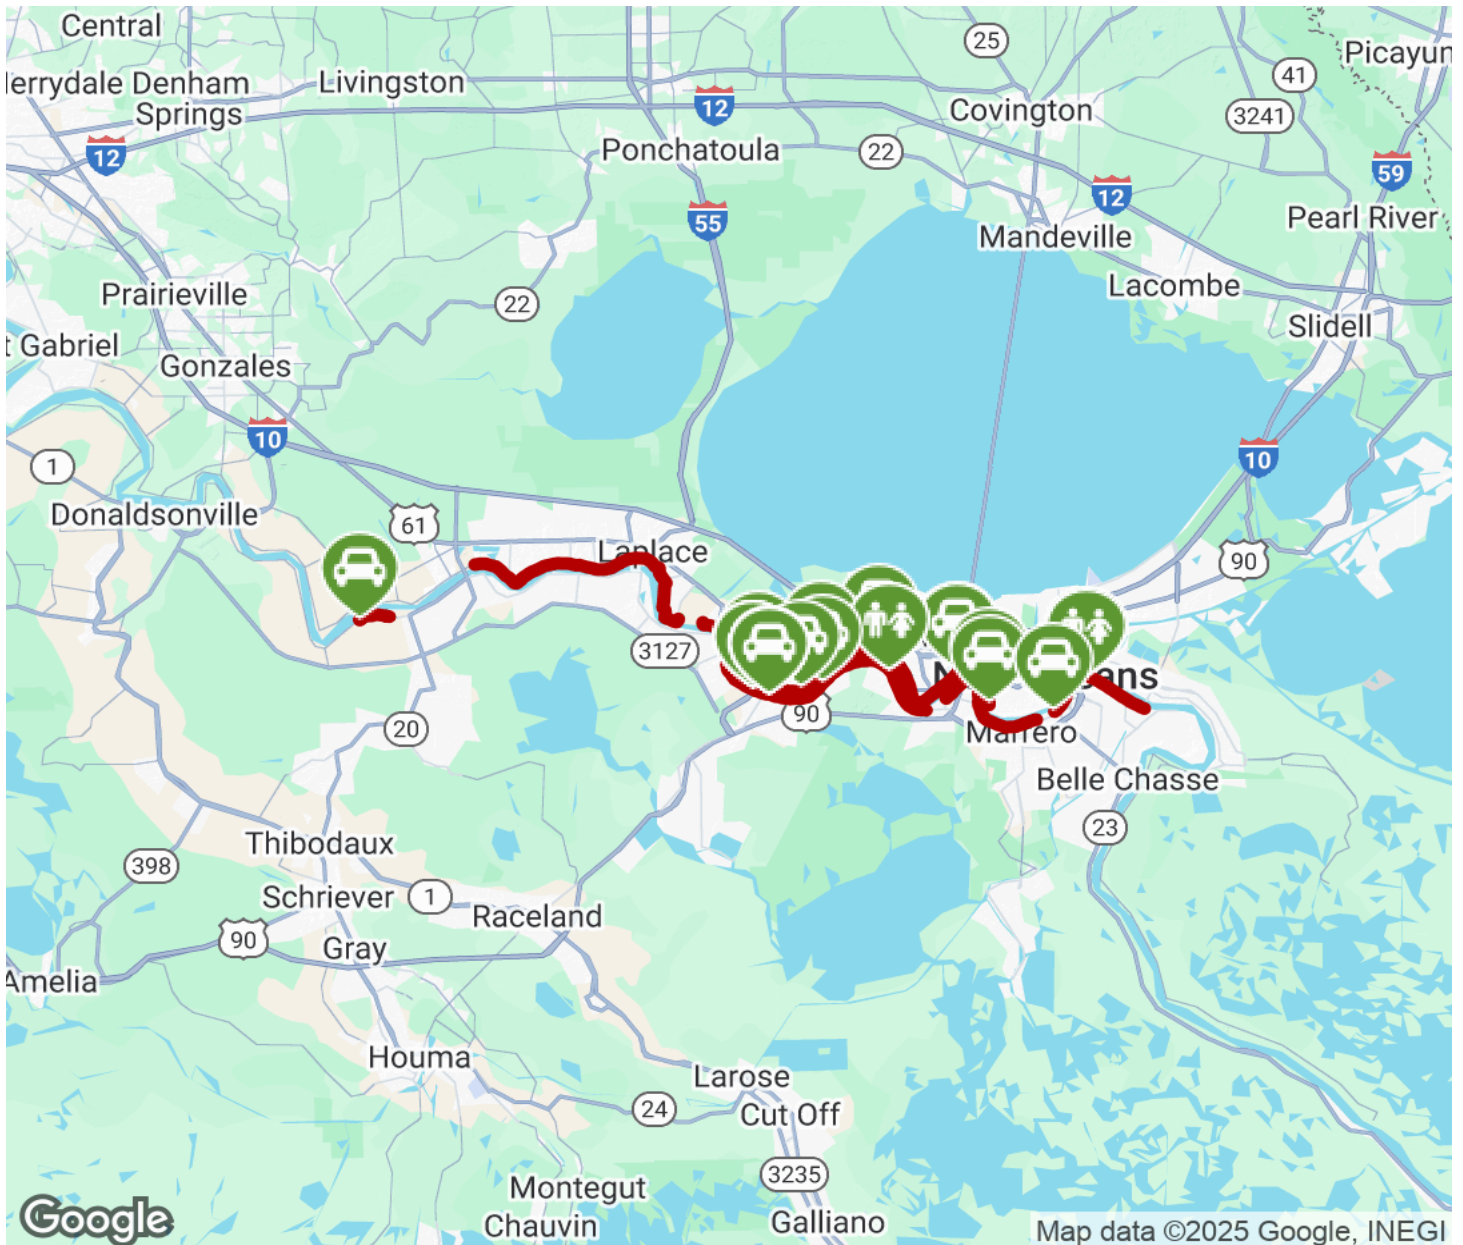 Central
25
Picayun
41
Livingston
errydale Denham
Springs
12
Covington
3241
12
Ponchatoula
22
59
12
55
Pearl River
Mandeville
Lacombe
Prairieville
22
Slidell
t Gabriel
Gonzales
10
10
1
Donaldsonville
61
Laplace
90
3127
ans
20
90
Marrero
Belle Chasse
23
Thibodaux
398
Schriever
1
Raceland
90
Gray
Amelia
Houma
Larose
24
Cut Off
3235
Montegut
Chauvin
Galliano
Google
Map data ©2025 Google, INEGI